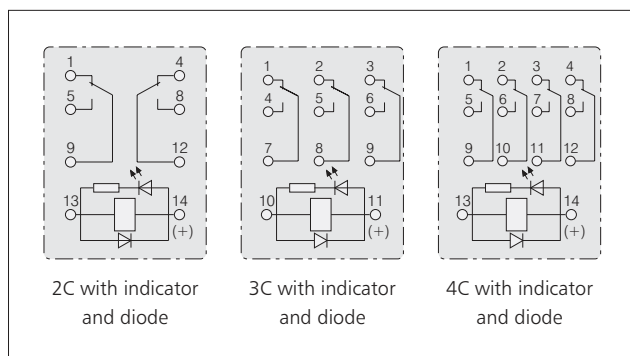 1 4
5 8
9 12
13 14
(+)
2C with indicator
and diode
1 2 3
4 5 6
7 8 9
10 11
(+)
3C with indicator
and diode
1 2 3 4
5 6 7 8
9 10 11 12
13 14
(+)
4C with indicator
and diode